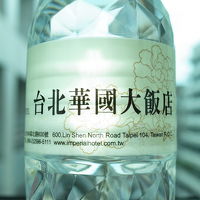 台北華國大飯店
600,Lin Shen North Road Taipei 104, Taiwan R.O.C
www.imperialhotel.com.tw